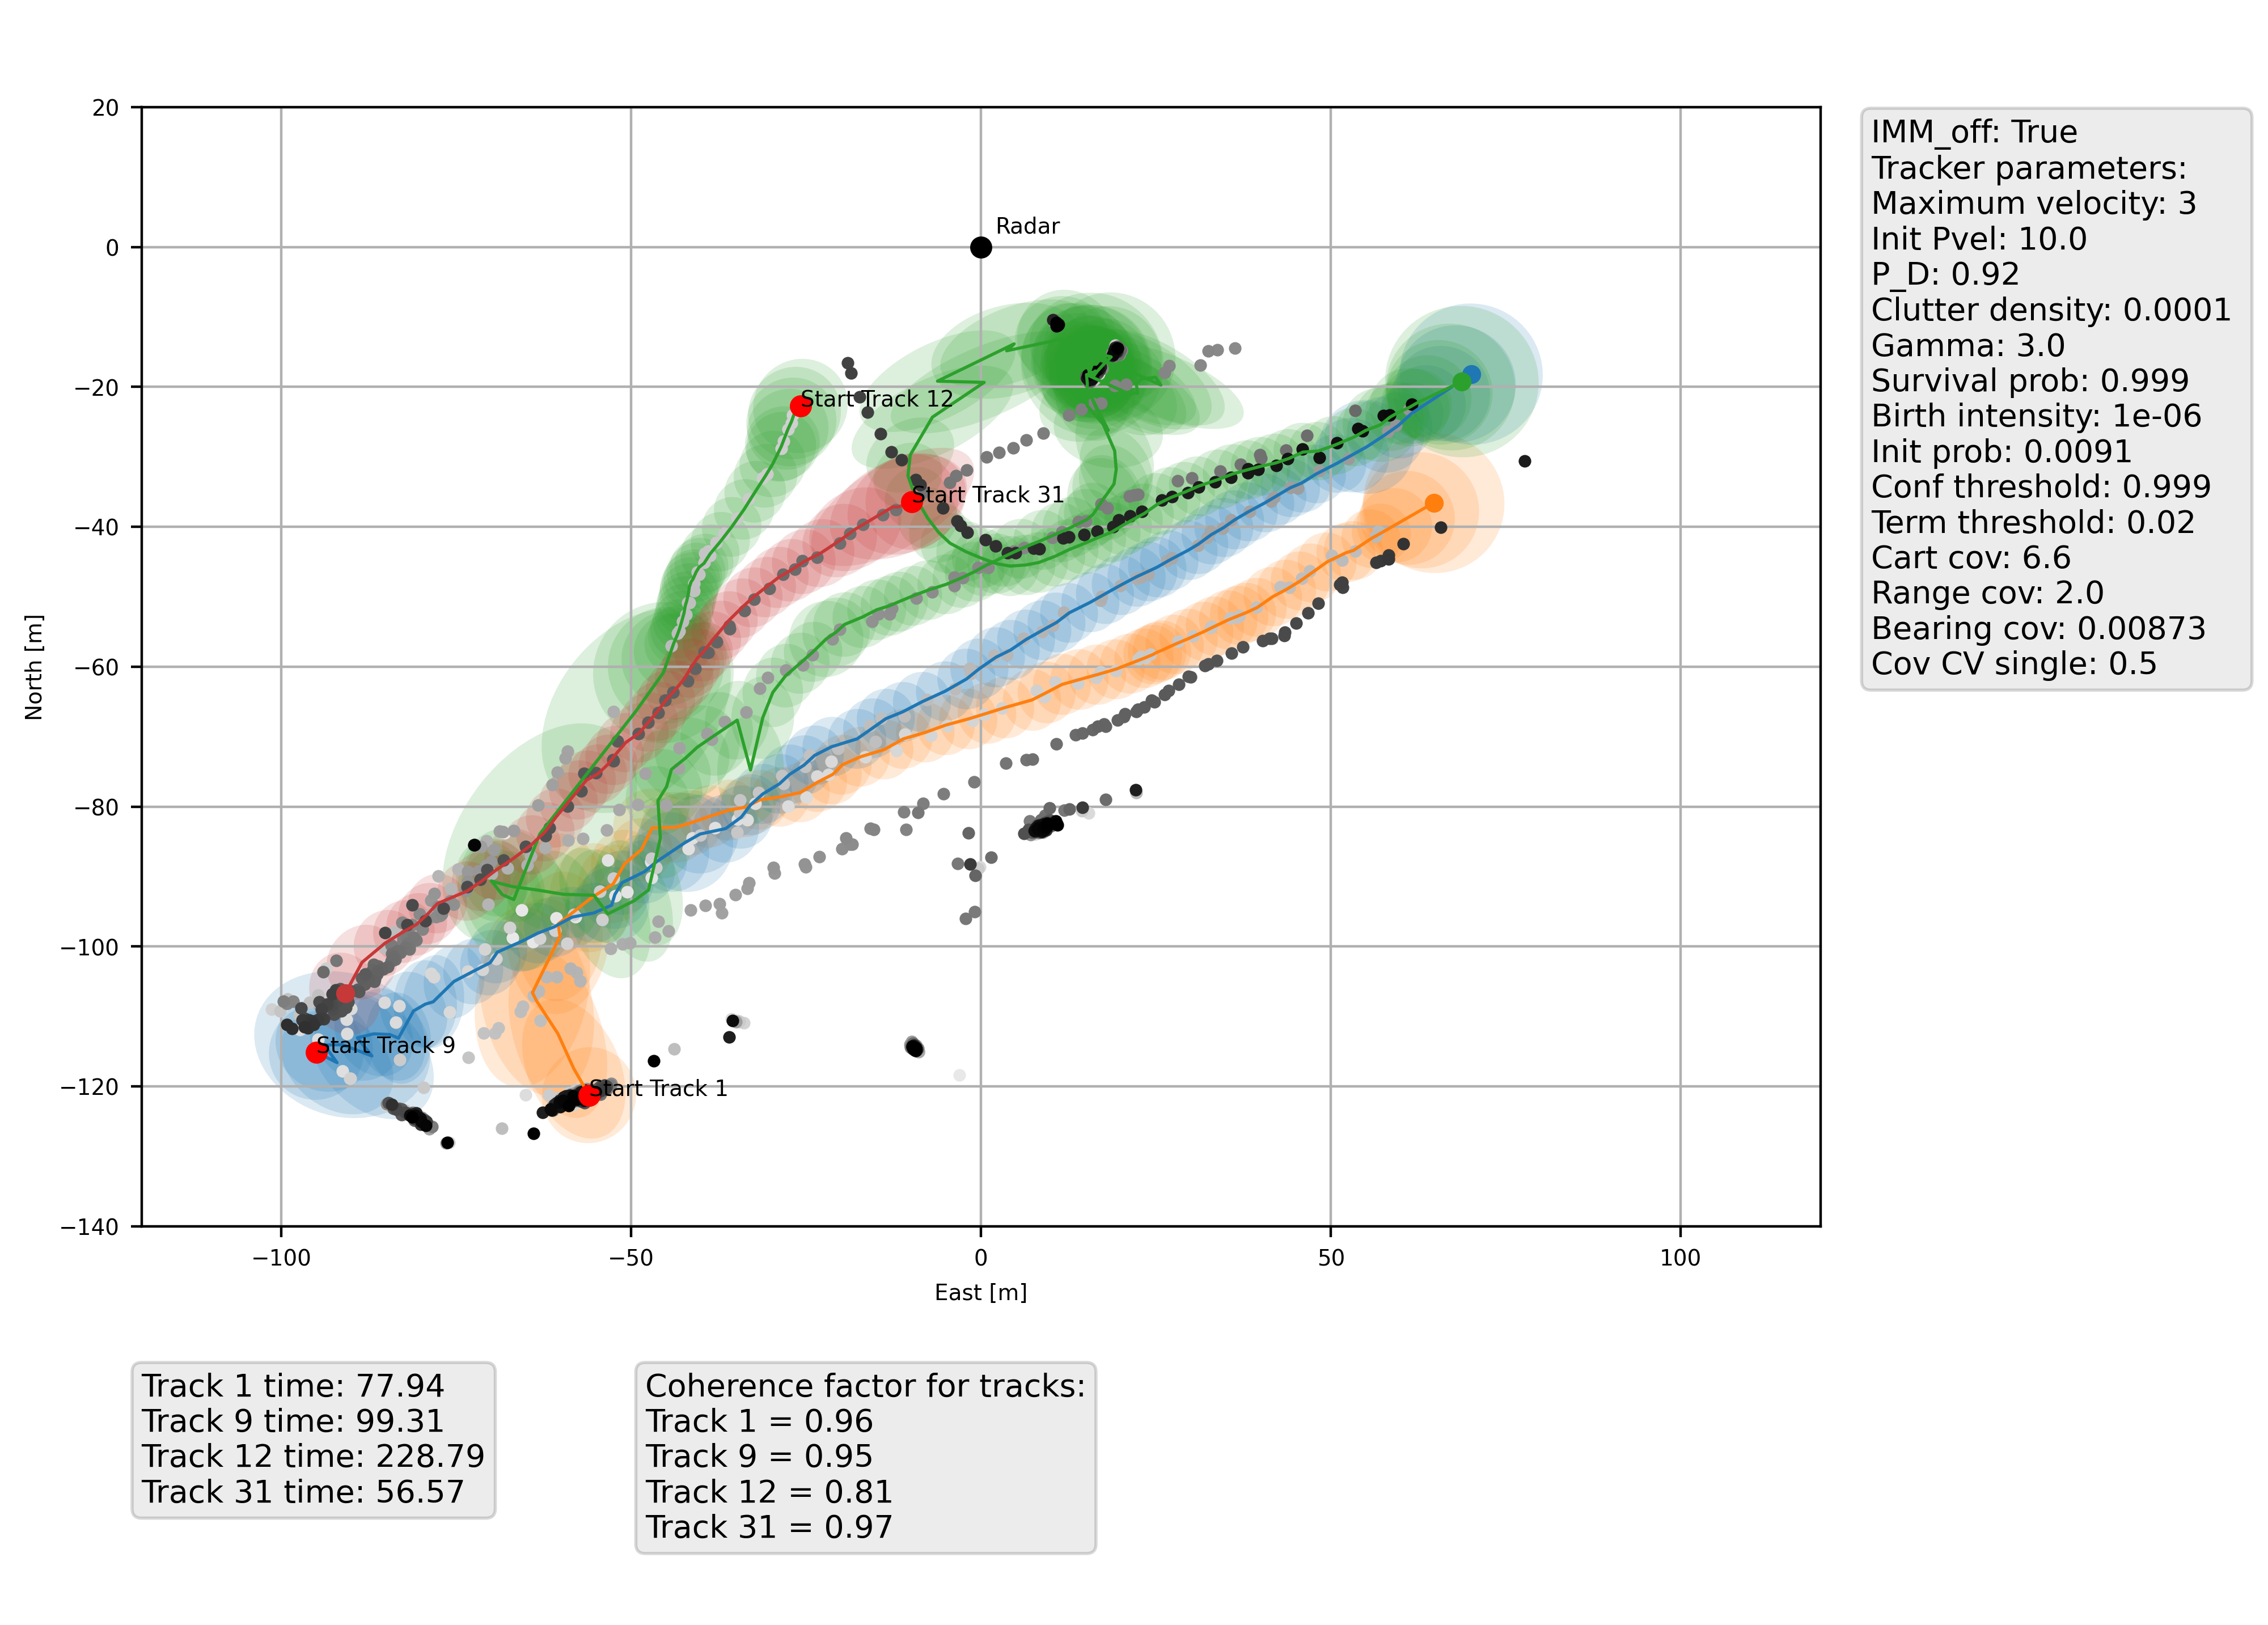 20
0
−20
−40
−60
−80
−100
−120
−140
−100
−50
0
50
100
North [m]
East [m]
Radar
Start Track 12
Start Track 31
Start Track 9
Start Track 1
IMM_off: True
Tracker parameters:
Maximum velocity: 3
Init Pvel: 10.0
P_D: 0.92
Clutter density: 0.0001
Gamma: 3.0
Survival prob: 0.999
Birth intensity: 1e-06
Init prob: 0.0091
Conf threshold: 0.999
Term threshold: 0.02
Cart cov: 6.6
Range cov: 2.0
Bearing cov: 0.00873
Cov CV single: 0.5
Track 1 time: 77.94
Track 9 time: 99.31
Track 12 time: 228.79
Track 31 time: 56.57
Coherence factor for tracks:
Track 1 = 0.96
Track 9 = 0.95
Track 12 = 0.81
Track 31 = 0.97